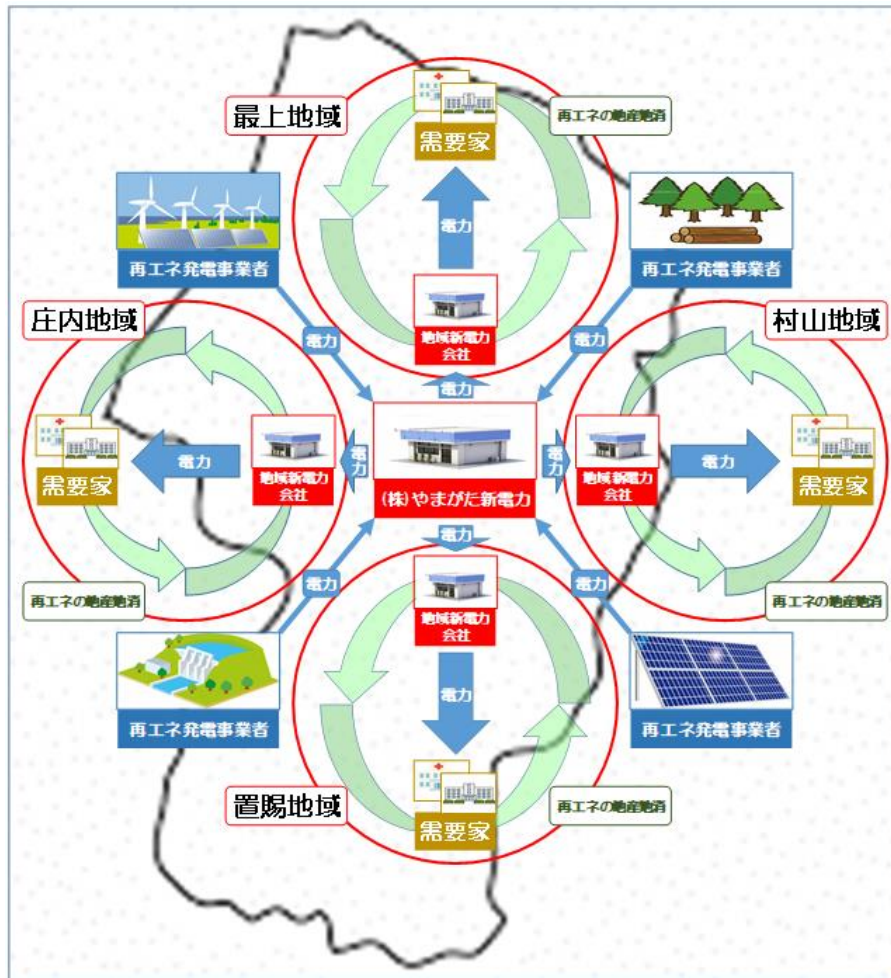 最上地域
需要家
再エネの地産地消
電力
再エネ発電事業者
再エネ発電事業者
地域新電力
会社
庄内地域
村山地域
電力
電力
電力
需要家
電力
地域新電力
会社
電力
(株)やまがた新電力
電力
地域新電力
会社
電力
需要家
電力
再エネの地産地消
地域新電力
会社
電力
電力
再エネの地産地消
再エネ発電事業者
電力
再エネ発電事業者
置賜地域
需要家
再エネの地産地消